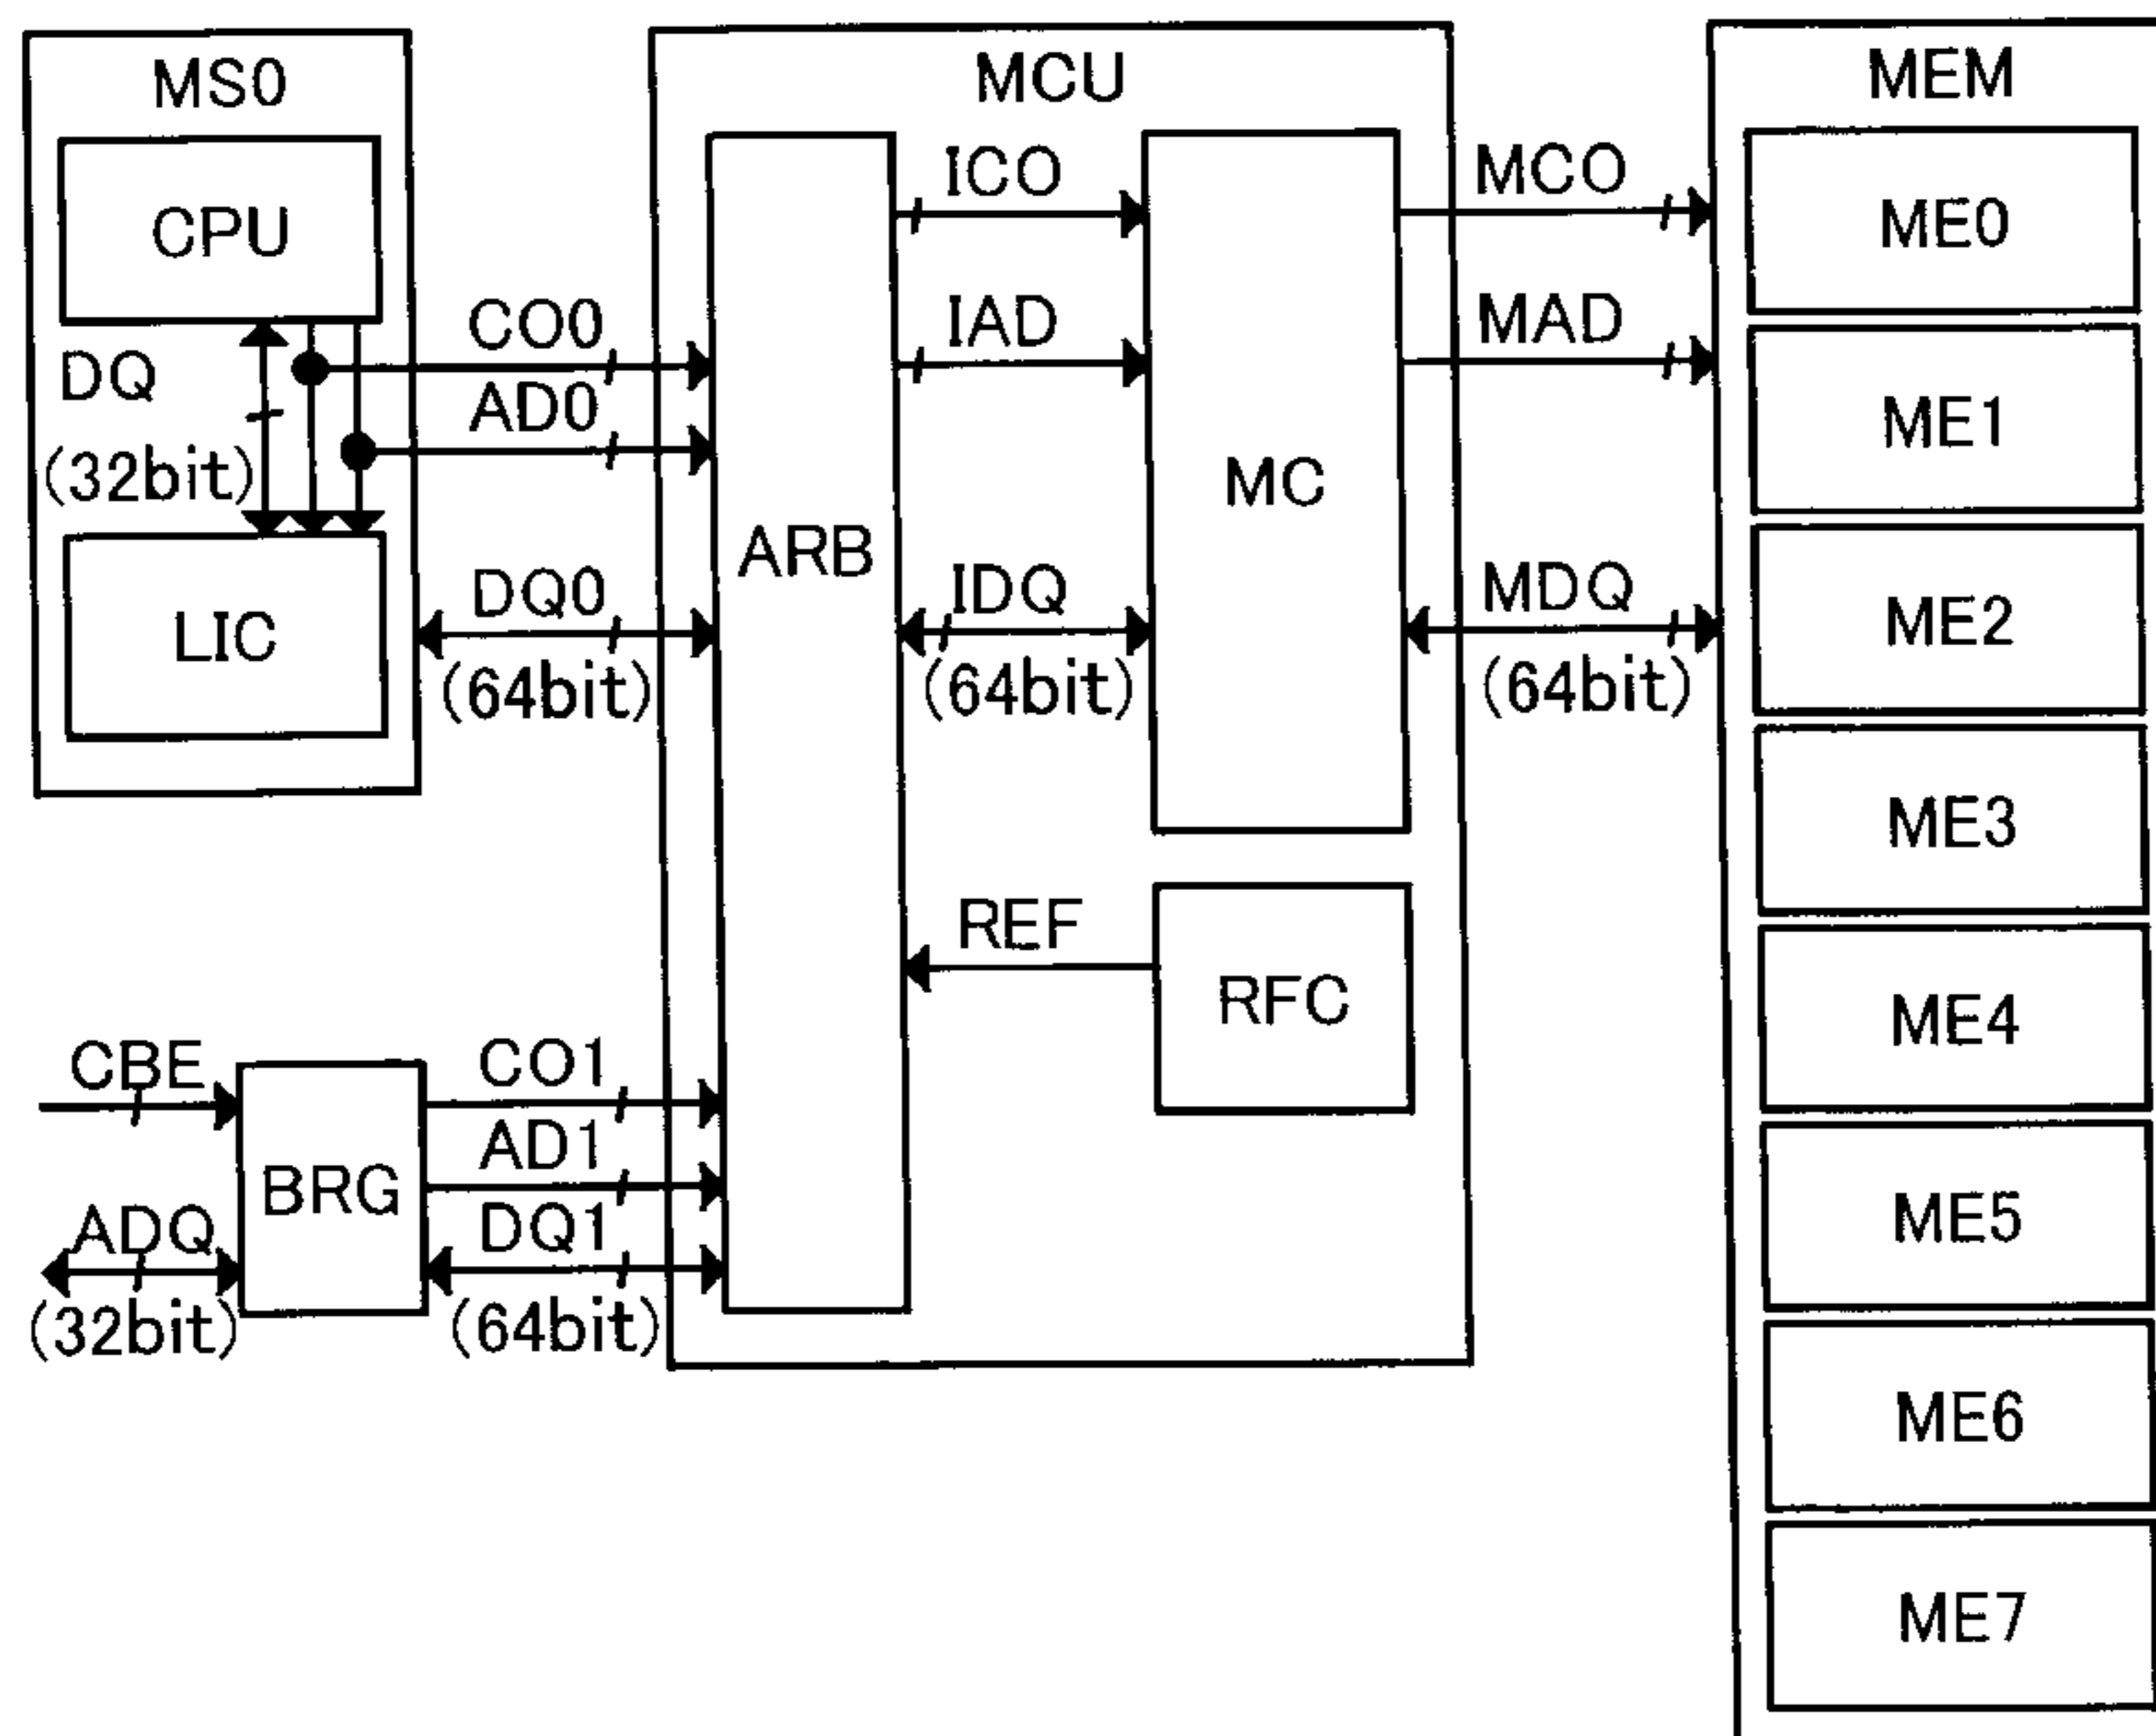 MS0
CPU
DQ
(32bit)
LIC
CO0
AD0
DQ0
(64bit)
CBE
ADQ
(32bit)
BRG
CO1
AD1
DQ1
(64bit)
MCU
ARB
ICO
IAD
IDQ
(64bit)
REF
MC
RFC
MCO
MAD
MDQ
(64bit)
MEM
ME0
ME1
ME2
ME3
ME4
ME5
ME6
ME7